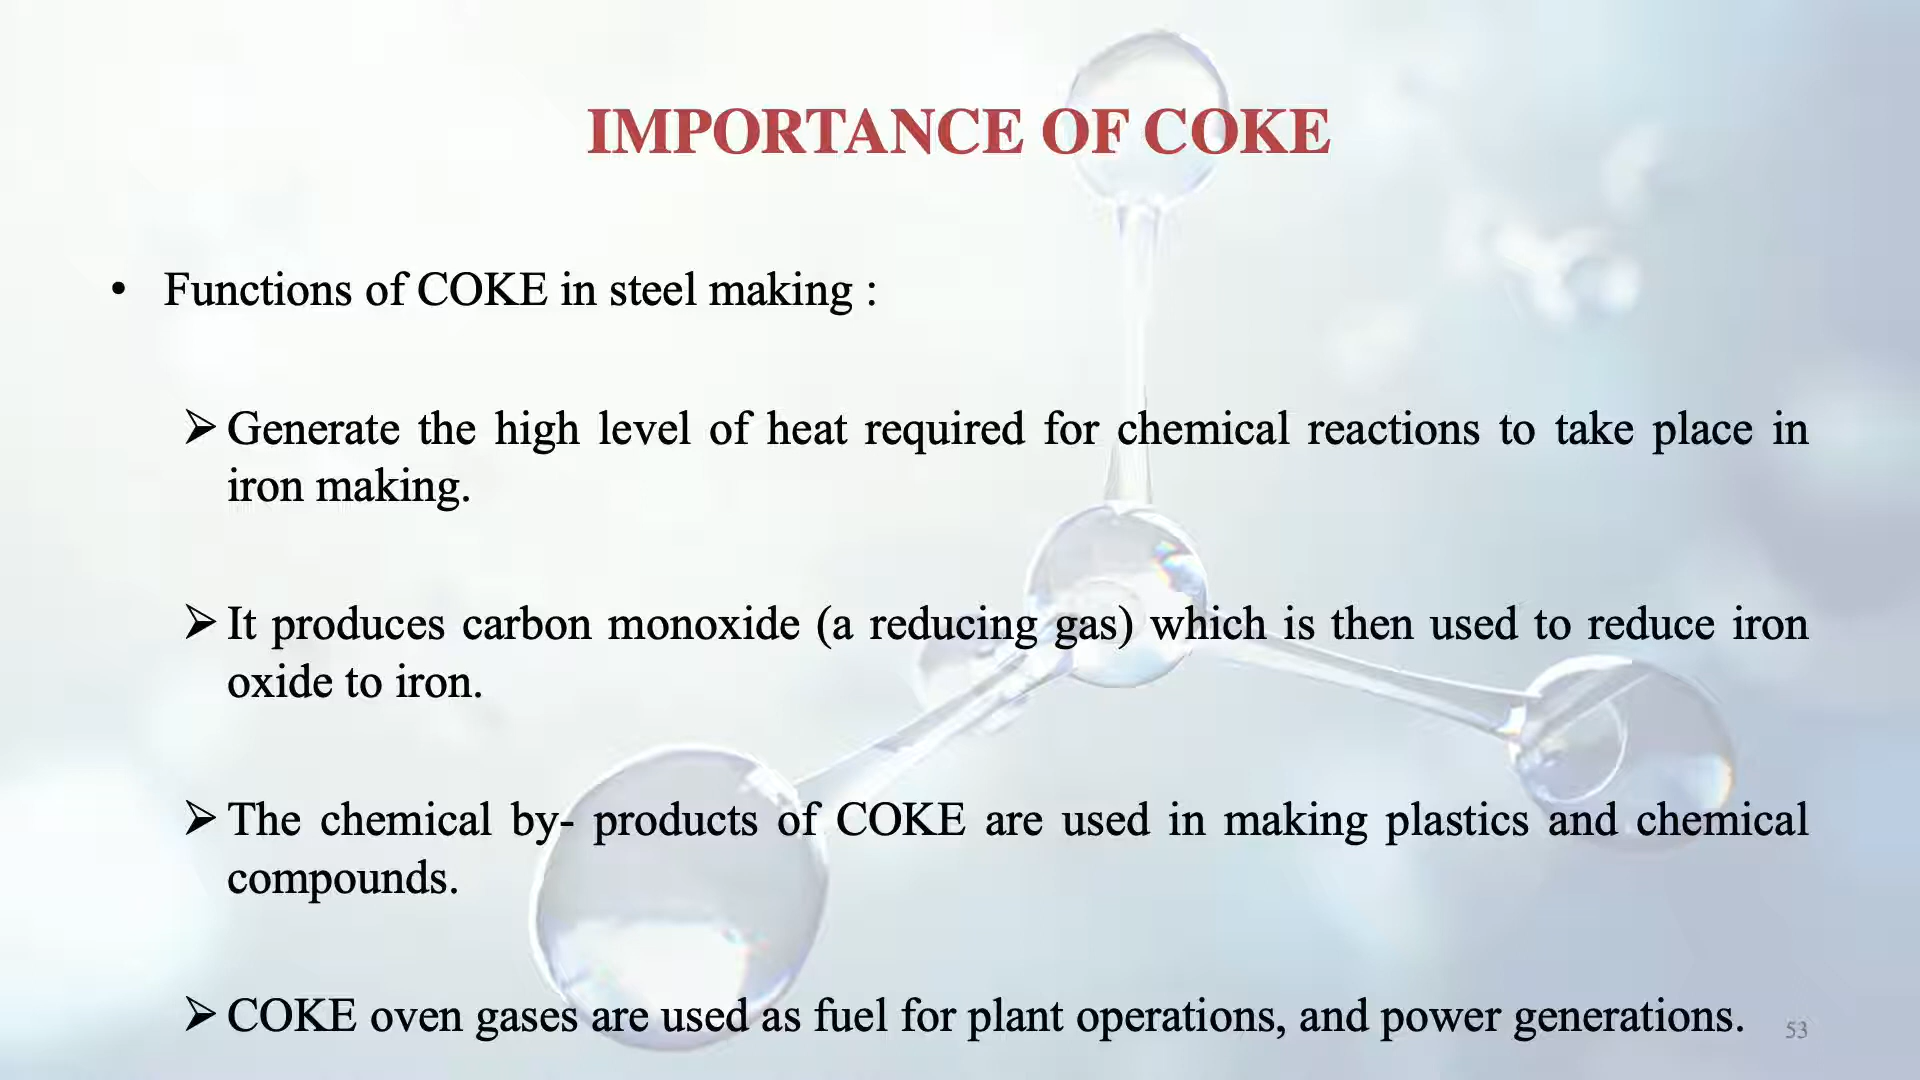 IMPORTANCE OF COKE
• Functions of COKE in steel making :
➢ Generate the high level of heat required for chemical reactions to take place in
iron making.
➢ It produces carbon monoxide (a reducing gas) which is then used to reduce iron
oxide to iron.
➢ The chemical by- products of COKE are used in making plastics and chemical
compounds.
➢ COKE oven gases are used as fuel for plant operations, and power generations.
53